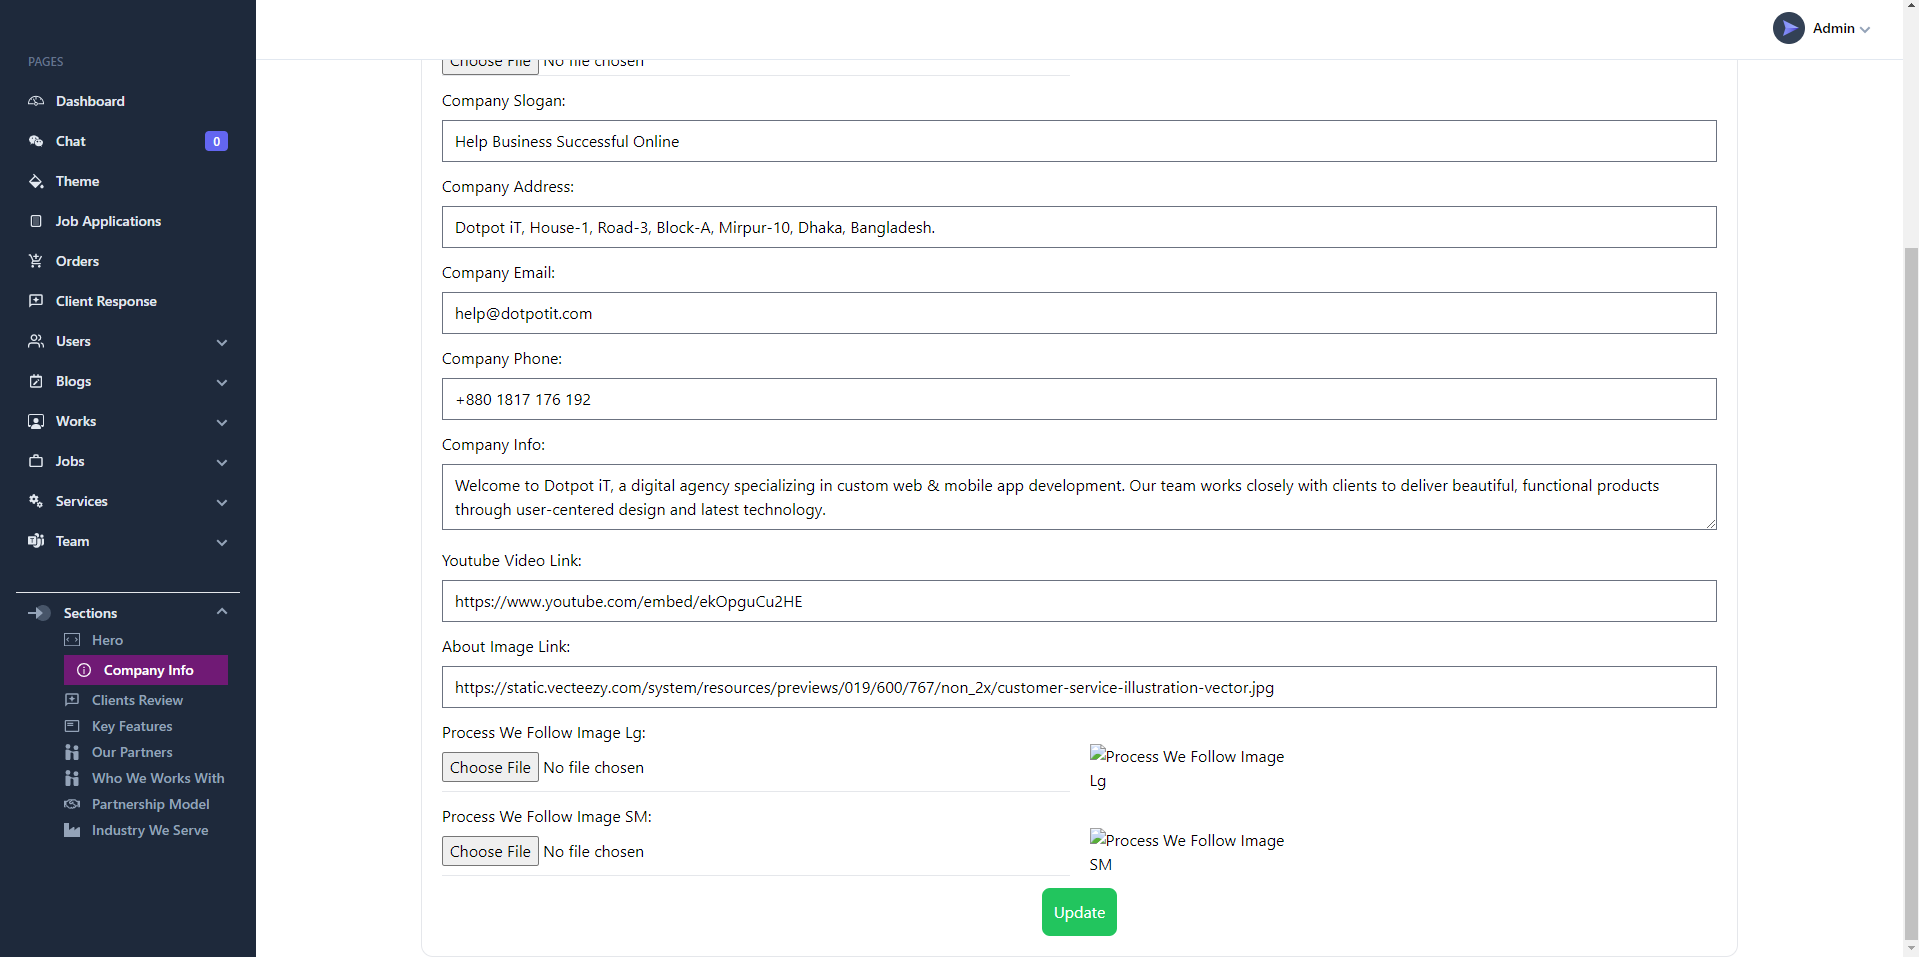 PAGES
Dashboard
Chat
0
Theme
Job Applications
Orders
Client Response
Users
Blogs
Works
Jobs
Services
Team
Sections
Hero
Company Info
Clients Review
Key Features
Our Partners
Who We Works With
Partnership Model
Industry We Serve
Admin
Choose File No file chosen
Company Slogan:
Help Business Successful Online
Company Address:
Dotpot iT, House-1, Road-3, Block-A, Mirpur-10, Dhaka, Bangladesh.
Company Email:
help@dotpotit.com
Company Phone:
+880 1817 176 192
Company Info:
Welcome to Dotpot iT, a digital agency specializing in custom web & mobile app development. Our team works closely with clients to deliver beautiful, functional products
through user-centered design and latest technology.
Youtube Video Link:
https://www.youtube.com/embed/ekOpguCu2HE
About Image Link:
https://static.vecteezy.com/system/resources/previews/019/600/767/non_2x/customer-service-illustration-vector.jpg
Process We Follow Image Lg:
Choose File No file chosen
Process We Follow Image
Lg
Process We Follow Image SM:
Choose File No file chosen
Process We Follow Image
SM
Update